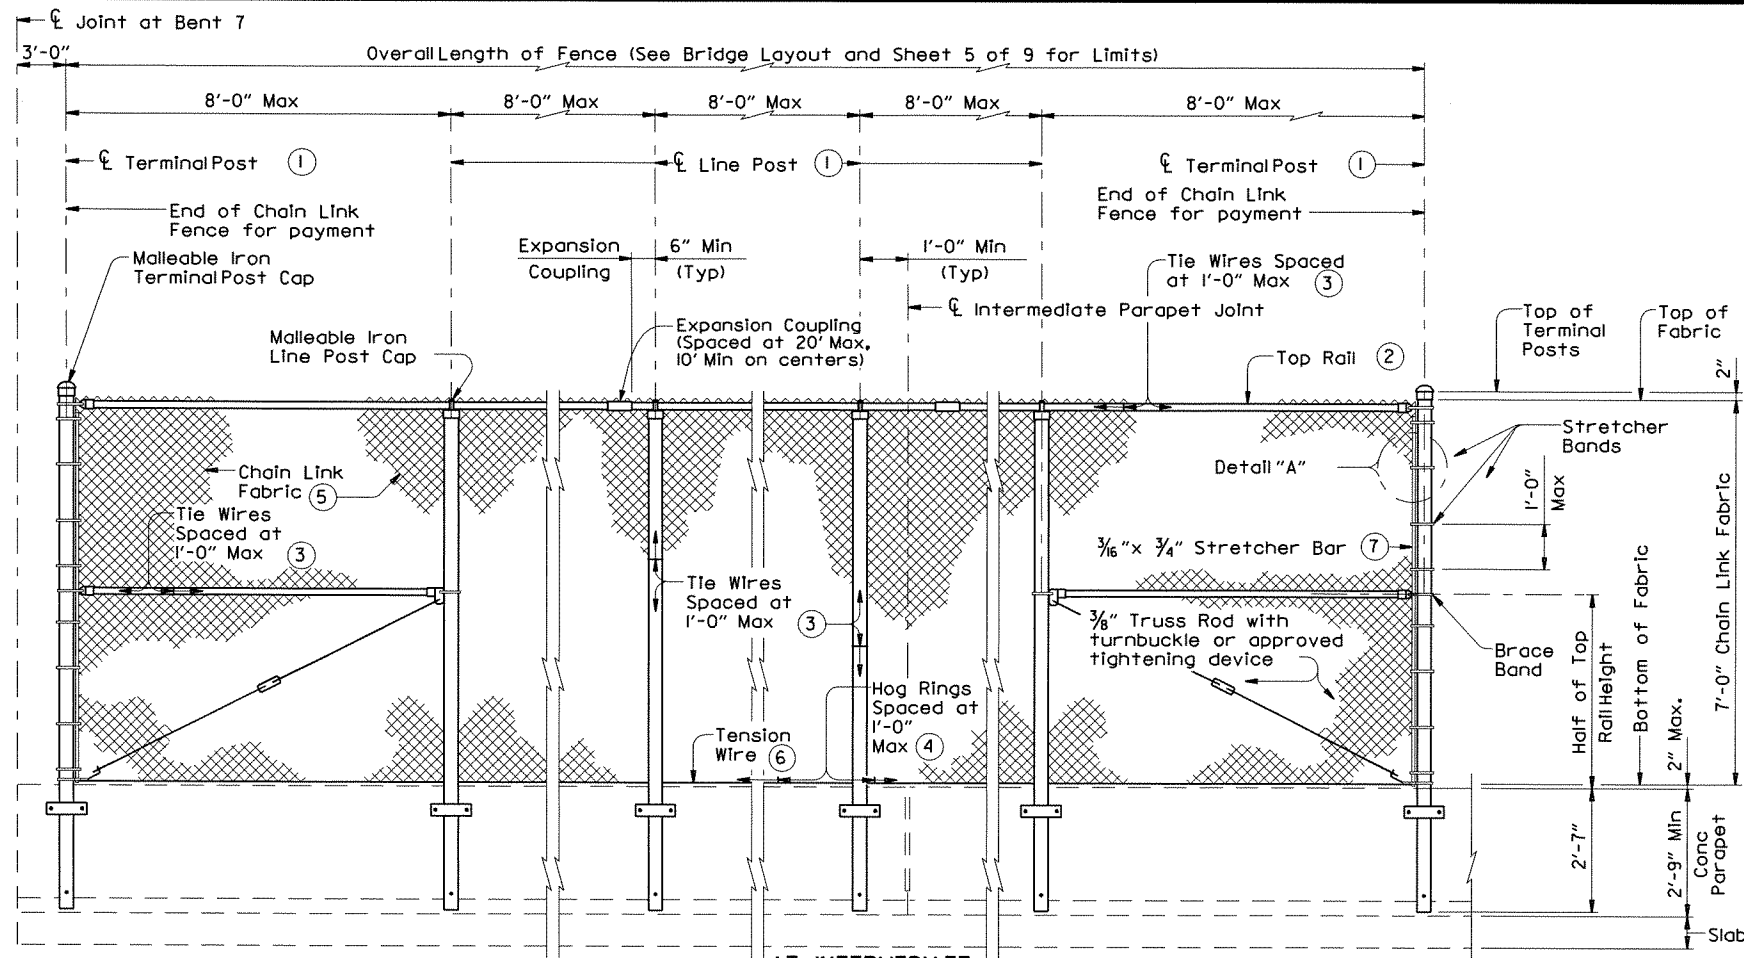 ℄ Joint at Bent 7
3'-0"
Overall Length of Fence (See Bridge Layout and Sheet 5 of 9 for Limits)
8'-0" Max
8'-0" Max
8'-0" Max
8'-0" Max
8'-0" Max
℄ Terminal Post 1
℄ Line Post 1
℄ Terminal Post 1
End of Chain Link
Fence for payment
End of Chain Link
Fence for payment
Malleable Iron
Terminal Post Cap
Expansion
Coupling
6" Min
(Typ)
1'-0" Min
(Typ)
Tie Wires Spaced
at 1'-0" Max 3
℄ Intermediate Parapet Joint
Malleable Iron
Line Post Cap
Expansion Coupling
(Spaced at 20' Max,
10' Min on centers)
Top Rail 2
Top of
Terminal
Posts
Top of
Fabric
2"
Chain Link
Fabric 5
Tie Wires
Spaced at
1'-0" Max 3
Detail "A"
Stretcher
Bands
1'-0"
Max
3/16" x 3/4" Stretcher Bar 7
Tie Wires
Spaced at
1'-0" Max 3
3/8" Truss Rod with
turnbuckle or approved
tightening device
Brace
Band
Half of Top
Rail Height
Bottom of Fabric
7'-0" Chain Link Fabric
Hog Rings
Spaced at
1'-0"
Max 4
Tension
Wire 6
2" Max.
2'-7"
2'-9" Min
Conc
Parapet
Slab